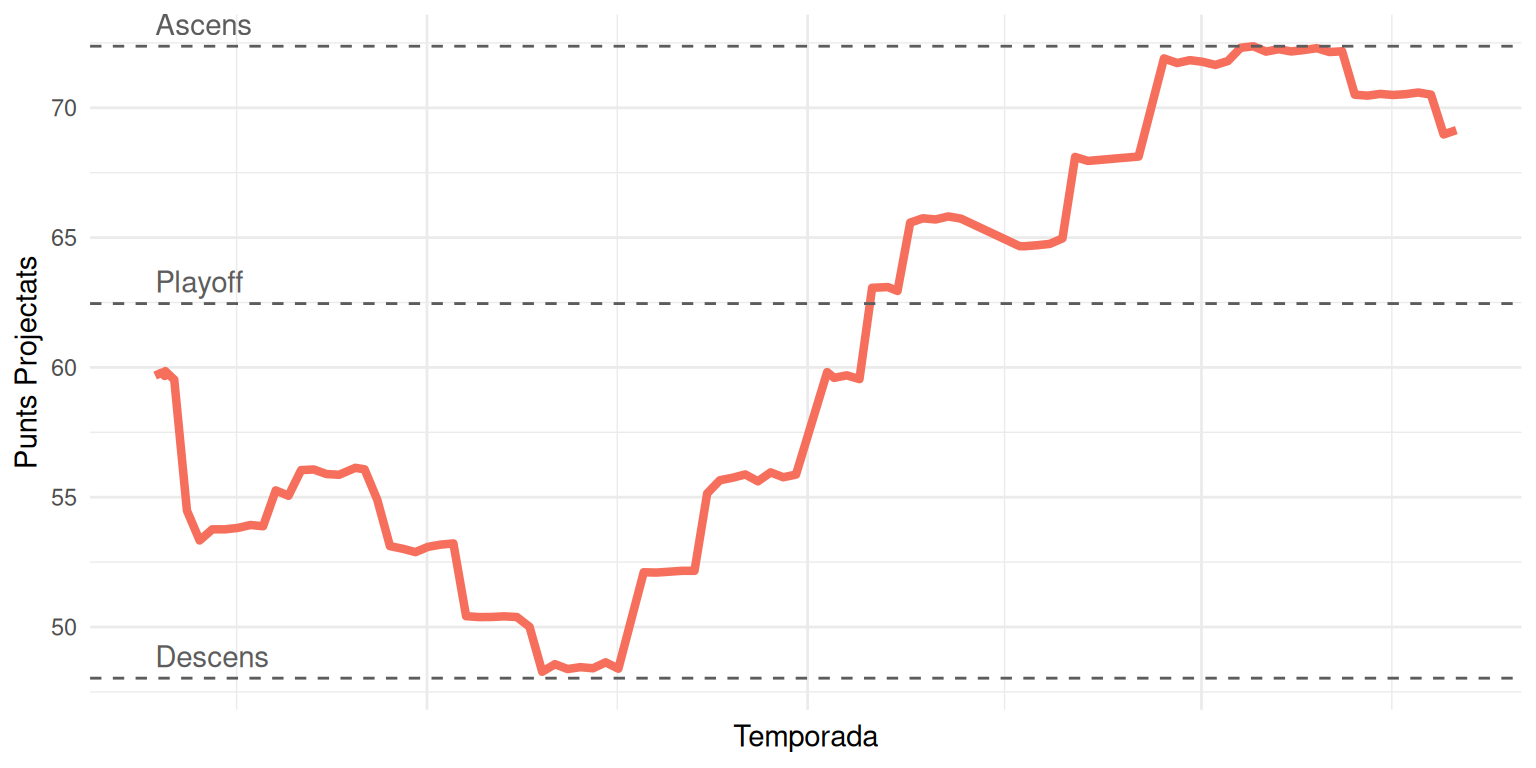 Ascens
70
65
Playoff
60
55
50
Descens
Punts Projectats
Temporada